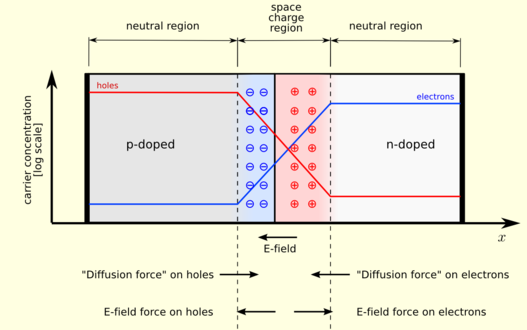 space
charge
region
neutral region
neutral region
holes
electrons
p-doped
n-doped
carrier concentration
[log scale]
⊖ ⊖ ⊕ ⊕
⊖ ⊖ ⊕ ⊕
⊖ ⊖ ⊕ ⊕
⊖ ⊖ ⊕ ⊕
⊖ ⊖ ⊕ ⊕
⊖ ⊖ ⊕ ⊕
⊖ ⊖ ⊕ ⊕
x
E-field
"Diffusion force" on holes
"Diffusion force" on electrons
E-field force on holes
E-field force on electrons